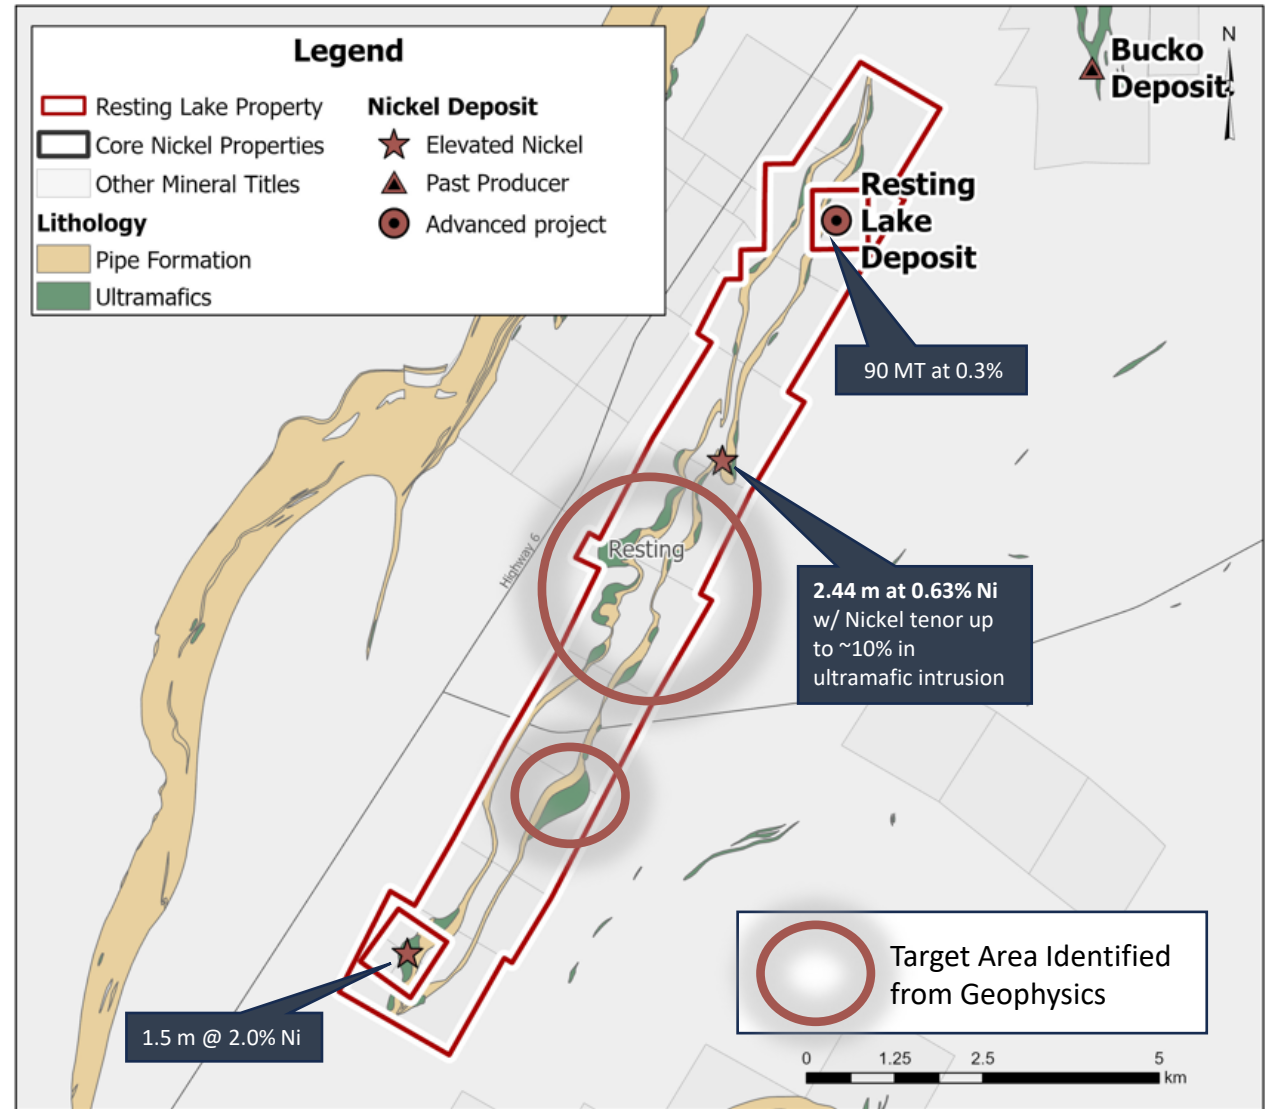 Legend
Resting Lake Property
Core Nickel Properties
Other Mineral Titles
Lithology
Pipe Formation
Ultramafics
Nickel Deposit
Elevated Nickel
Past Producer
Advanced project
Bucko
Deposit
N
Resting
Lake
Deposit
90 MT at 0.3%
Highway 6
Resting
2.44 m at 0.63% Ni
w/ Nickel tenor up
to ~10% in
ultramafic intrusion
1.5 m @ 2.0% Ni
Target Area Identified
from Geophysics
0 1.25 2.5 5
km